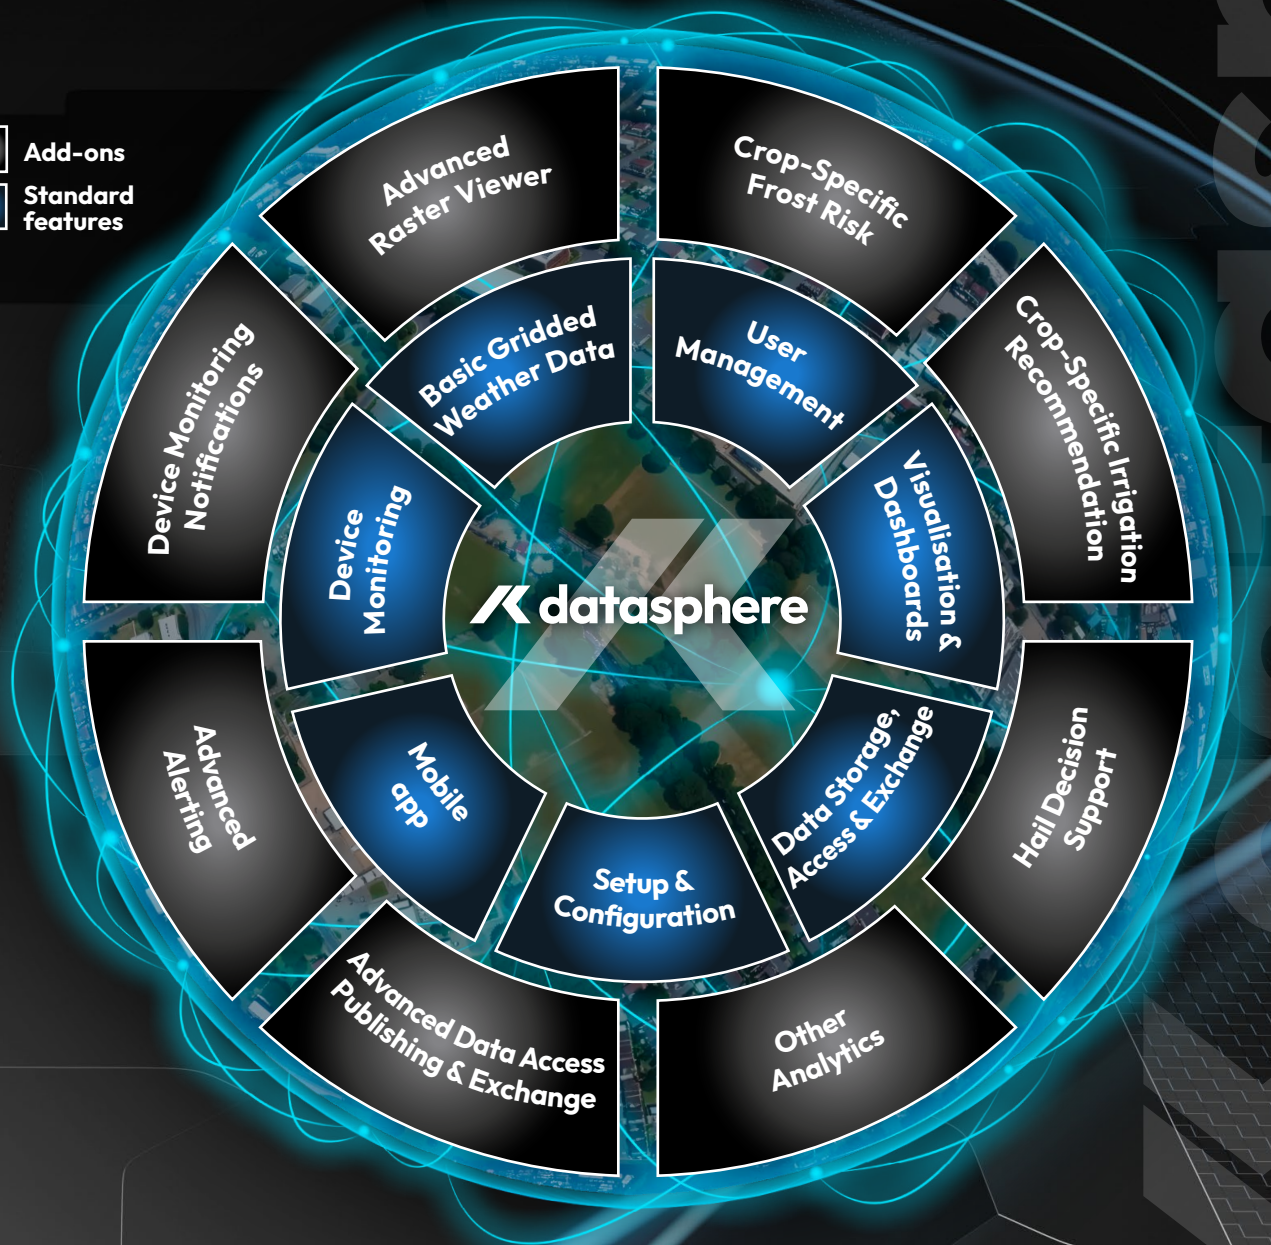 Add-ons
Standard
features
Advanced
Raster Viewer
Crop-Specific
Frost Risk
Crop-Specific Irrigation
Recommendation
Hail Decision
Support
Other
Analytics
Advanced Data Access
Publishing & Exchange
Advanced
Alerting
Device Monitoring
Notifications
Basic Gridded
Weather Data
User
Management
Visualisation &
Dashboards
Data Storage,
Access & Exchange
Setup &
Configuration
Mobile
app
Device
Monitoring
datasphere